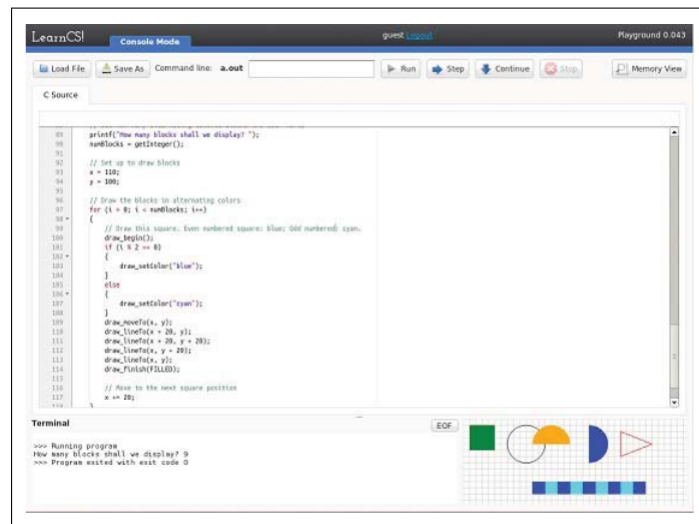 LearnCS!
Console Mode
guest Logout
Playground 0.043
Load File
Save As
Command line: a.out
Run
Step
Continue
Stop
Memory View
C Source
89 printf("How many blocks shall we display? ");
90 numBlocks = getInteger();
91
92 // Set up to draw blocks
93 x = 110;
94 y = 100;
95
96 // Draw the blocks in alternating colors
97 for (i = 0; i < numBlocks; i++)
98 {
99 // Draw this square. Even numbered square: blue; Odd numbered: cyan.
100 draw_begin();
101 if (i % 2 == 0)
102 {
103 draw_setColor("blue");
104 }
105 else
106 {
107 draw_setColor("cyan");
108 }
109 draw_moveTo(x, y);
110 draw_lineTo(x + 20, y);
111 draw_lineTo(x + 20, y + 20);
112 draw_lineTo(x, y + 20);
113 draw_lineTo(x, y);
114 draw_finish(FILLED);
115
116 // Move to the next square position
117 x += 20;
Terminal
EOF
>>> Running program
How many blocks shall we display? 9
>>> Program exited with exit code 0